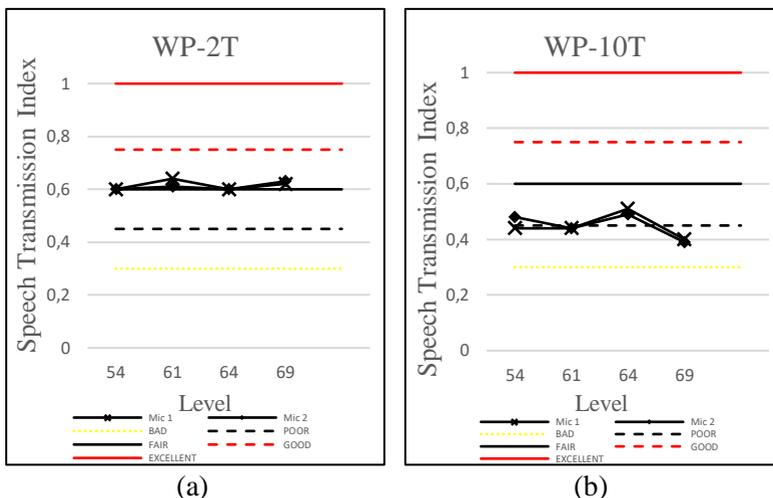 WP-2T
Speech Transmission Index
1
0,8
0,6
0,4
0,2
0
54 61 64 69
Level
Mic 1 Mic 2
BAD POOR
FAIR GOOD
EXCELLENT
(a)
WP-10T
Speech Transmission Index
1
0,8
0,6
0,4
0,2
0
54 61 64 69
Level
Mic 1 Mic 2
BAD POOR
FAIR GOOD
EXCELLENT
(b)